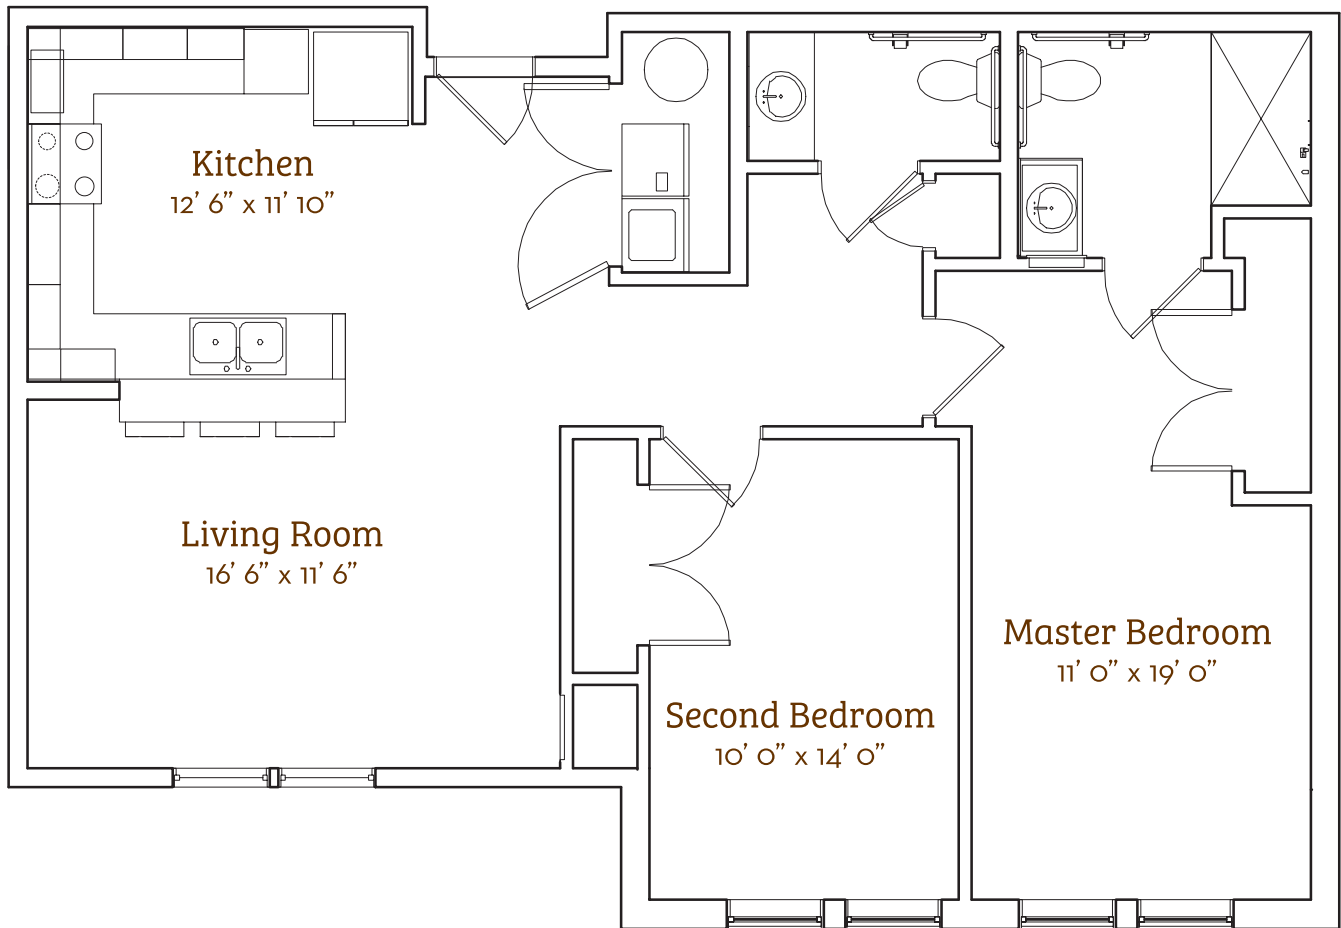 Kitchen
12’ 6” x 11’ 10”
Living Room
16’ 6” x 11’ 6”
Master Bedroom
11’ 0” x 19’ 0”
Second Bedroom
10’ 0” x 14’ 0”